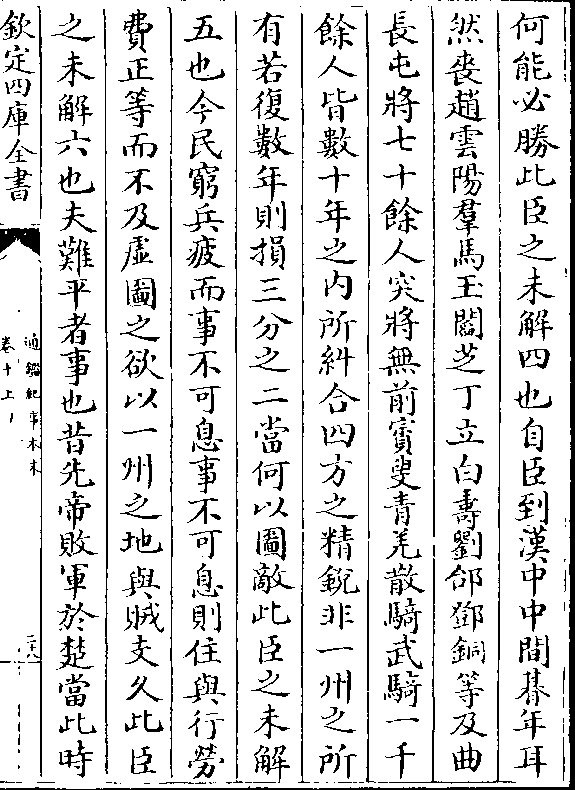 何能必勝此臣之未解四也自臣到漢中中間朞年耳
然喪趙雲陽羣馬玉閻芝丁立白壽劉郃鄧銅等及曲
長屯將七十餘人突將無前賨叟青羌散騎武騎一千
餘人皆數十年之内所糾合四方之精鋭非一州之所
有若復數年則損三分之二當何以圖敵此臣之未解
五也今民窮兵疲而事不可息事不可息則住與行勞
費正等而不及虛圖之欲以一州之地與賊支久此臣
之未解六也夫難平者事也昔先帝敗軍於楚當此時
欽定四庫全書
通鑑紀事本末
卷十上